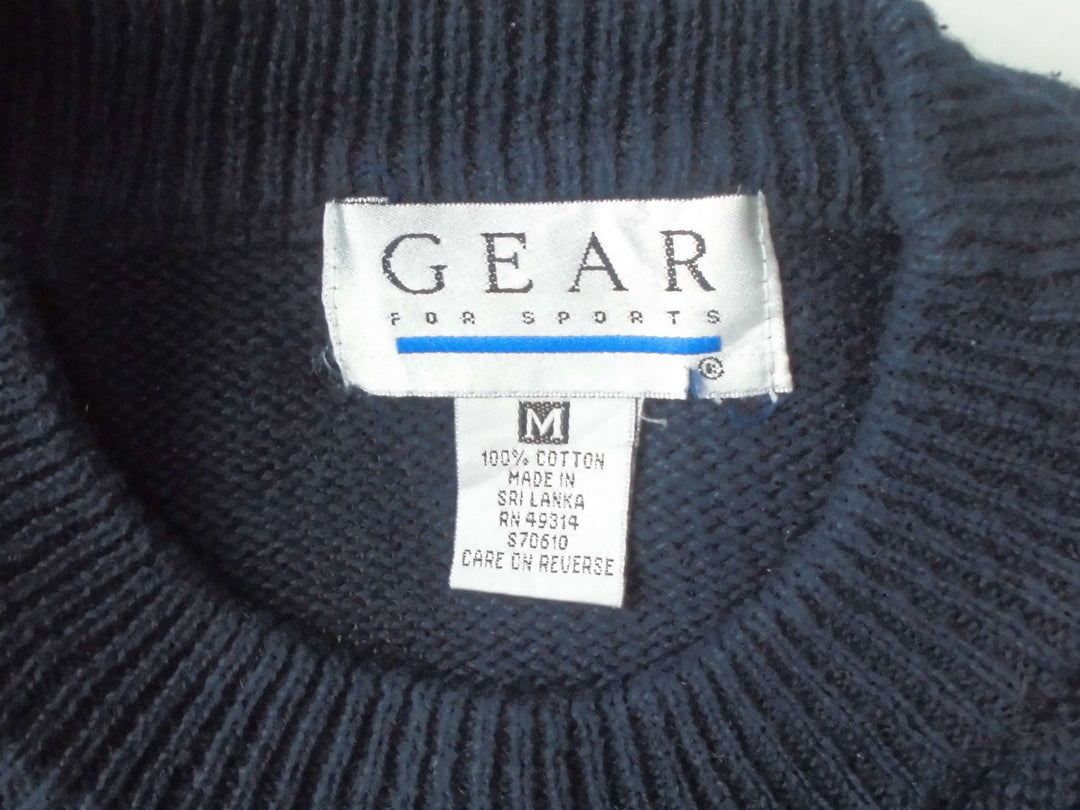 GEAR
FOR SPORTS
®
M
100% COTTON
MADE IN
SRI LANKA
RN 49314
S70610
CARE ON REVERSE